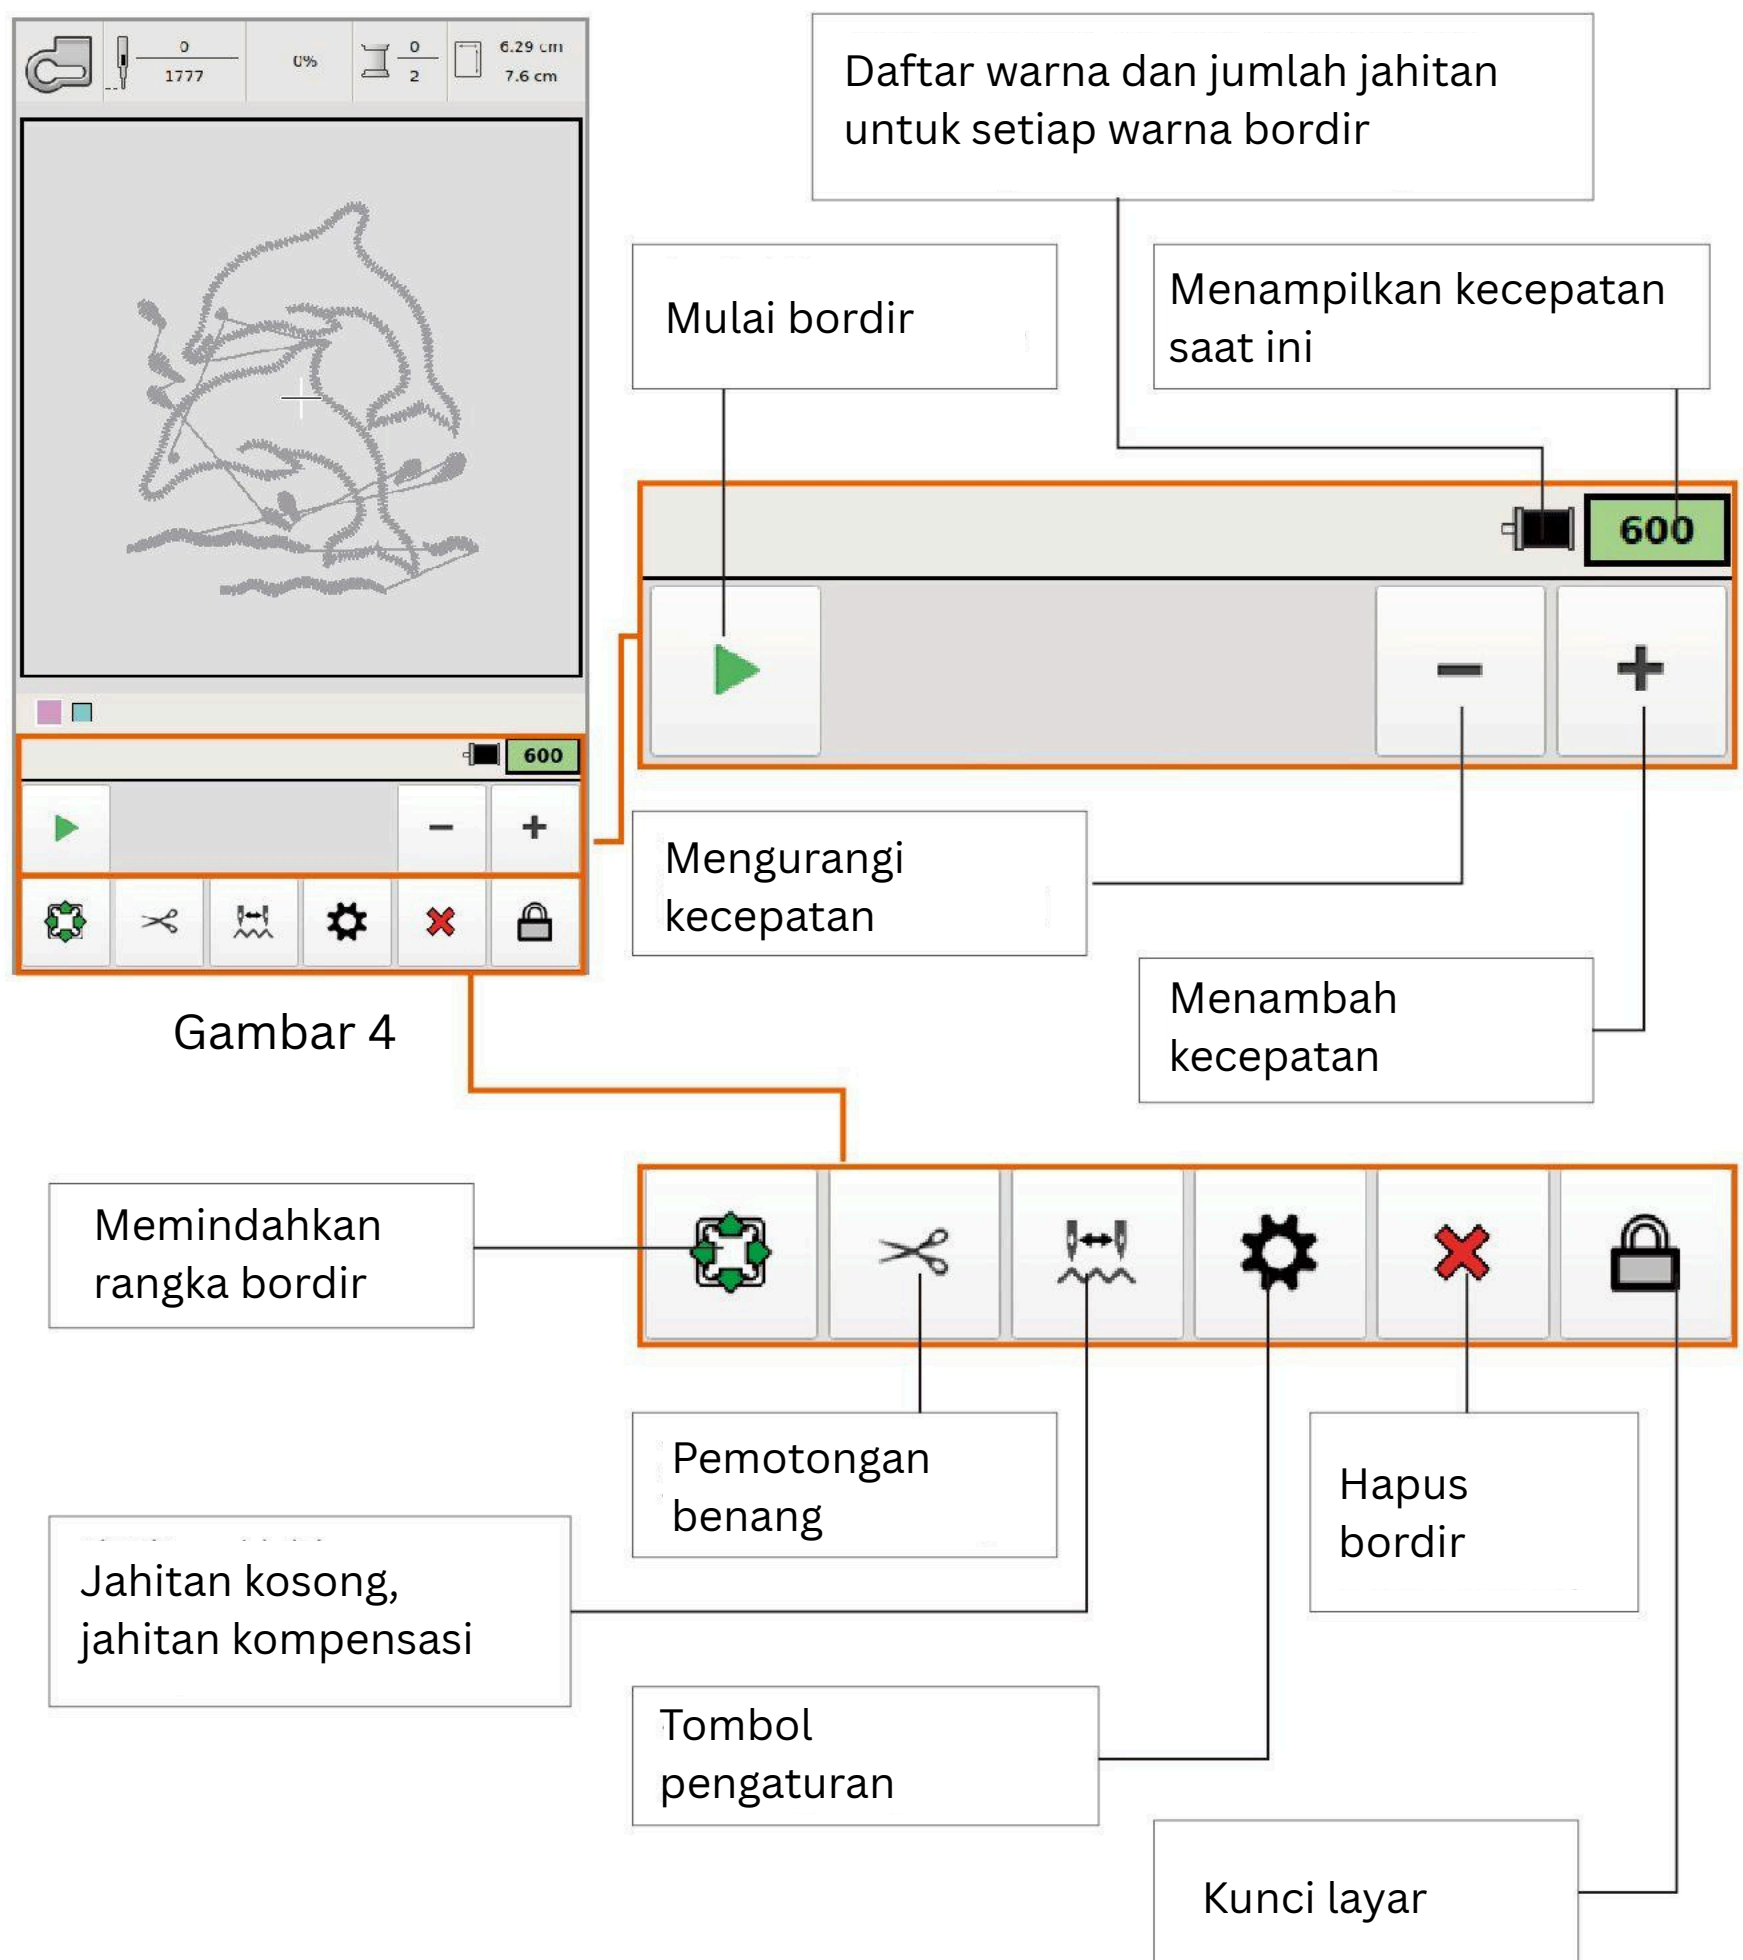 0
1777
0%
0
2
6.29 cm
7.6 cm
Daftar warna dan jumlah jahitan
untuk setiap warna bordir
Mulai bordir
Menampilkan kecepatan
saat ini
600
600
Mengurangi
kecepatan
Menambah
kecepatan
Gambar 4
Memindahkan
rangka bordir
Pemotongan
benang
Hapus
bordir
Jahitan kosong,
jahitan kompensasi
Tombol
pengaturan
Kunci layar